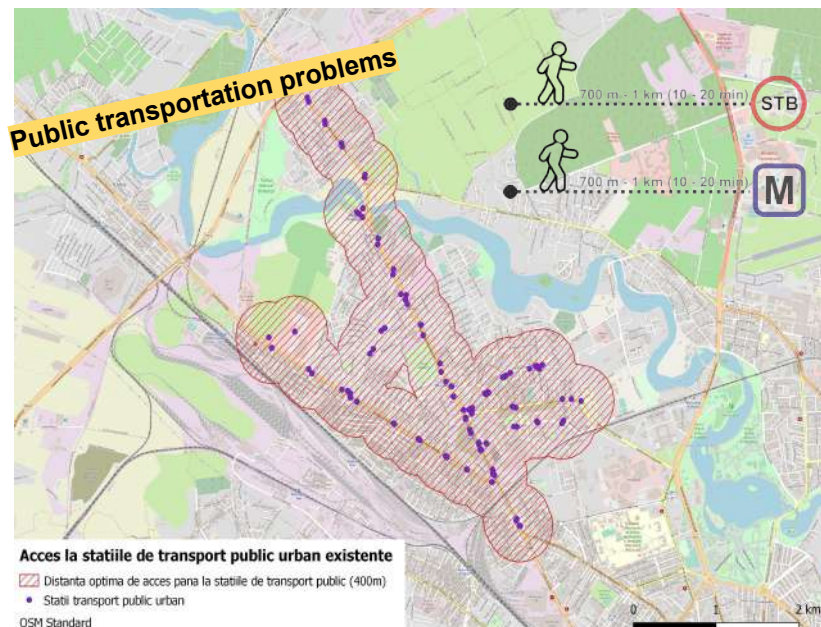 Public transportation problems
700 m - 1 km (10 - 20 min)
STB
700 m - 1 km (10 - 20 min)
M
Acces la statiile de transport public urban existente
Distanta optima de acces pana la statiile de transport public (400m)
Statii transport public urban
OSM Standard
0 1 2 km